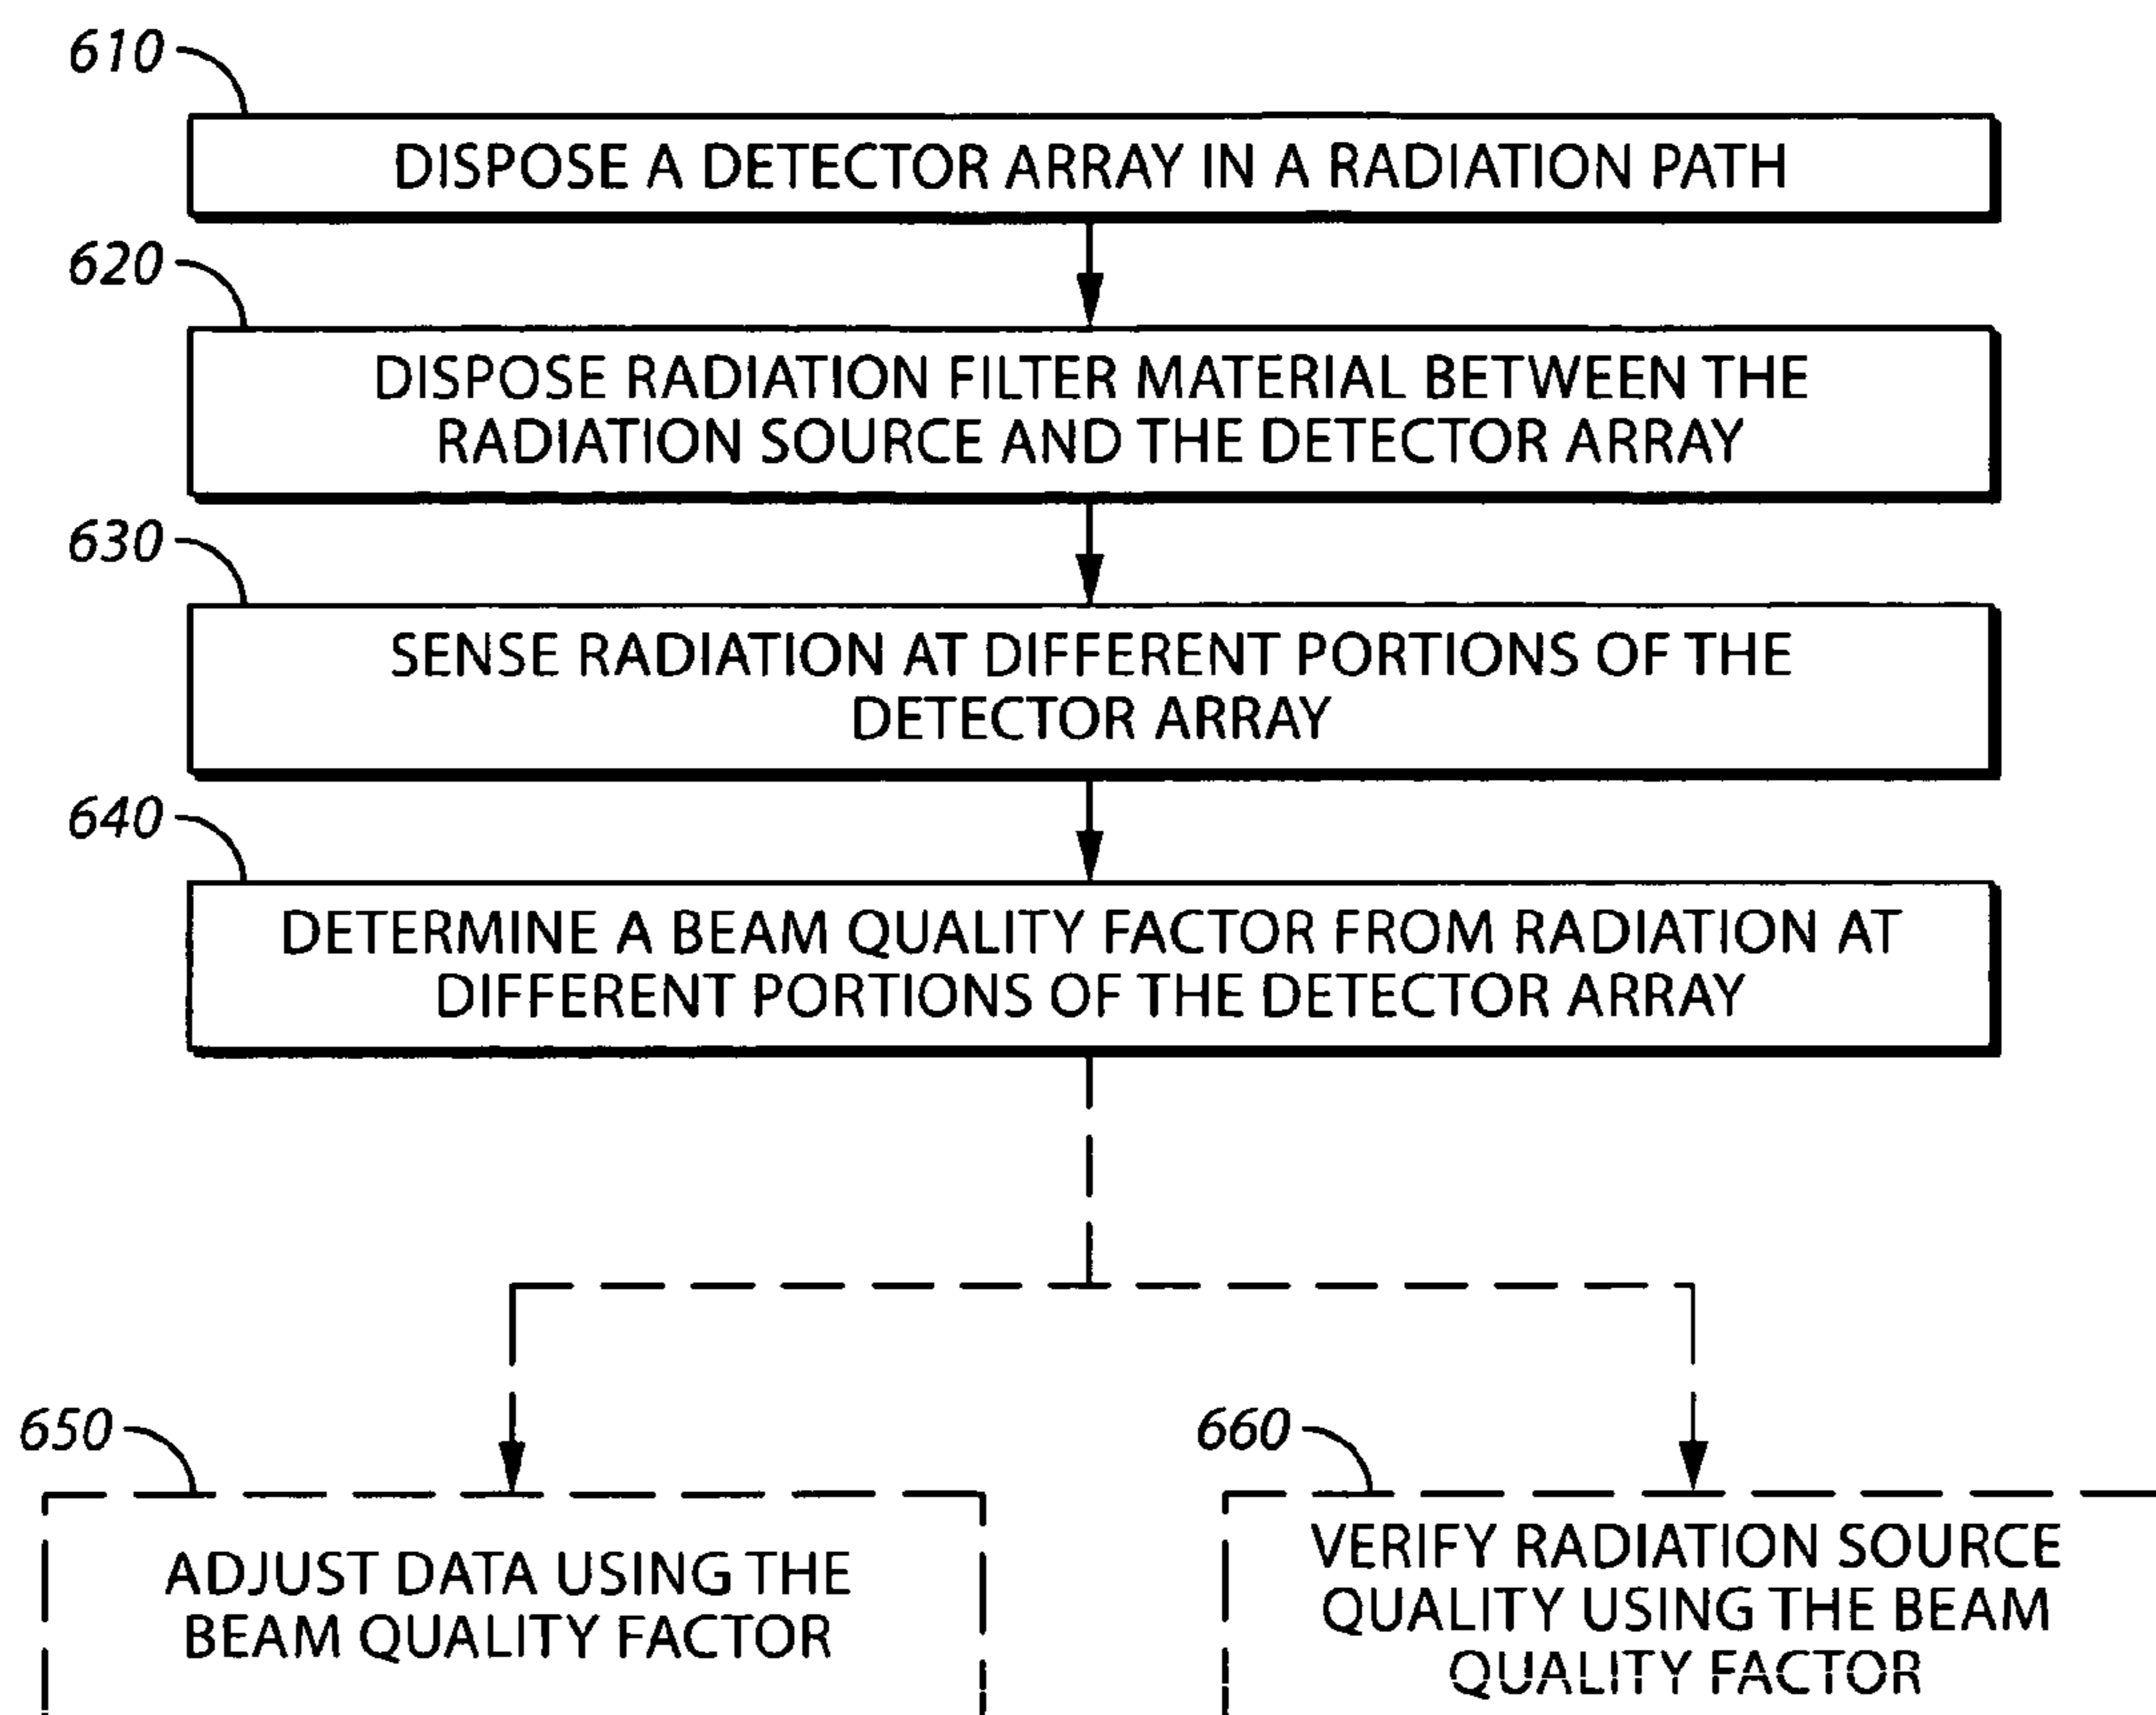 610
DISPOSE A DETECTOR ARRAY IN A RADIATION PATH
620
DISPOSE RADIATION FILTER MATERIAL BETWEEN THE
RADIATION SOURCE AND THE DETECTOR ARRAY
630
SENSE RADIATION AT DIFFERENT PORTIONS OF THE
DETECTOR ARRAY
640
DETERMINE A BEAM QUALITY FACTOR FROM RADIATION AT
DIFFERENT PORTIONS OF THE DETECTOR ARRAY
650
ADJUST DATA USING THE
BEAM QUALITY FACTOR
660
VERIFY RADIATION SOURCE
QUALITY USING THE BEAM
QUALITY FACTOR